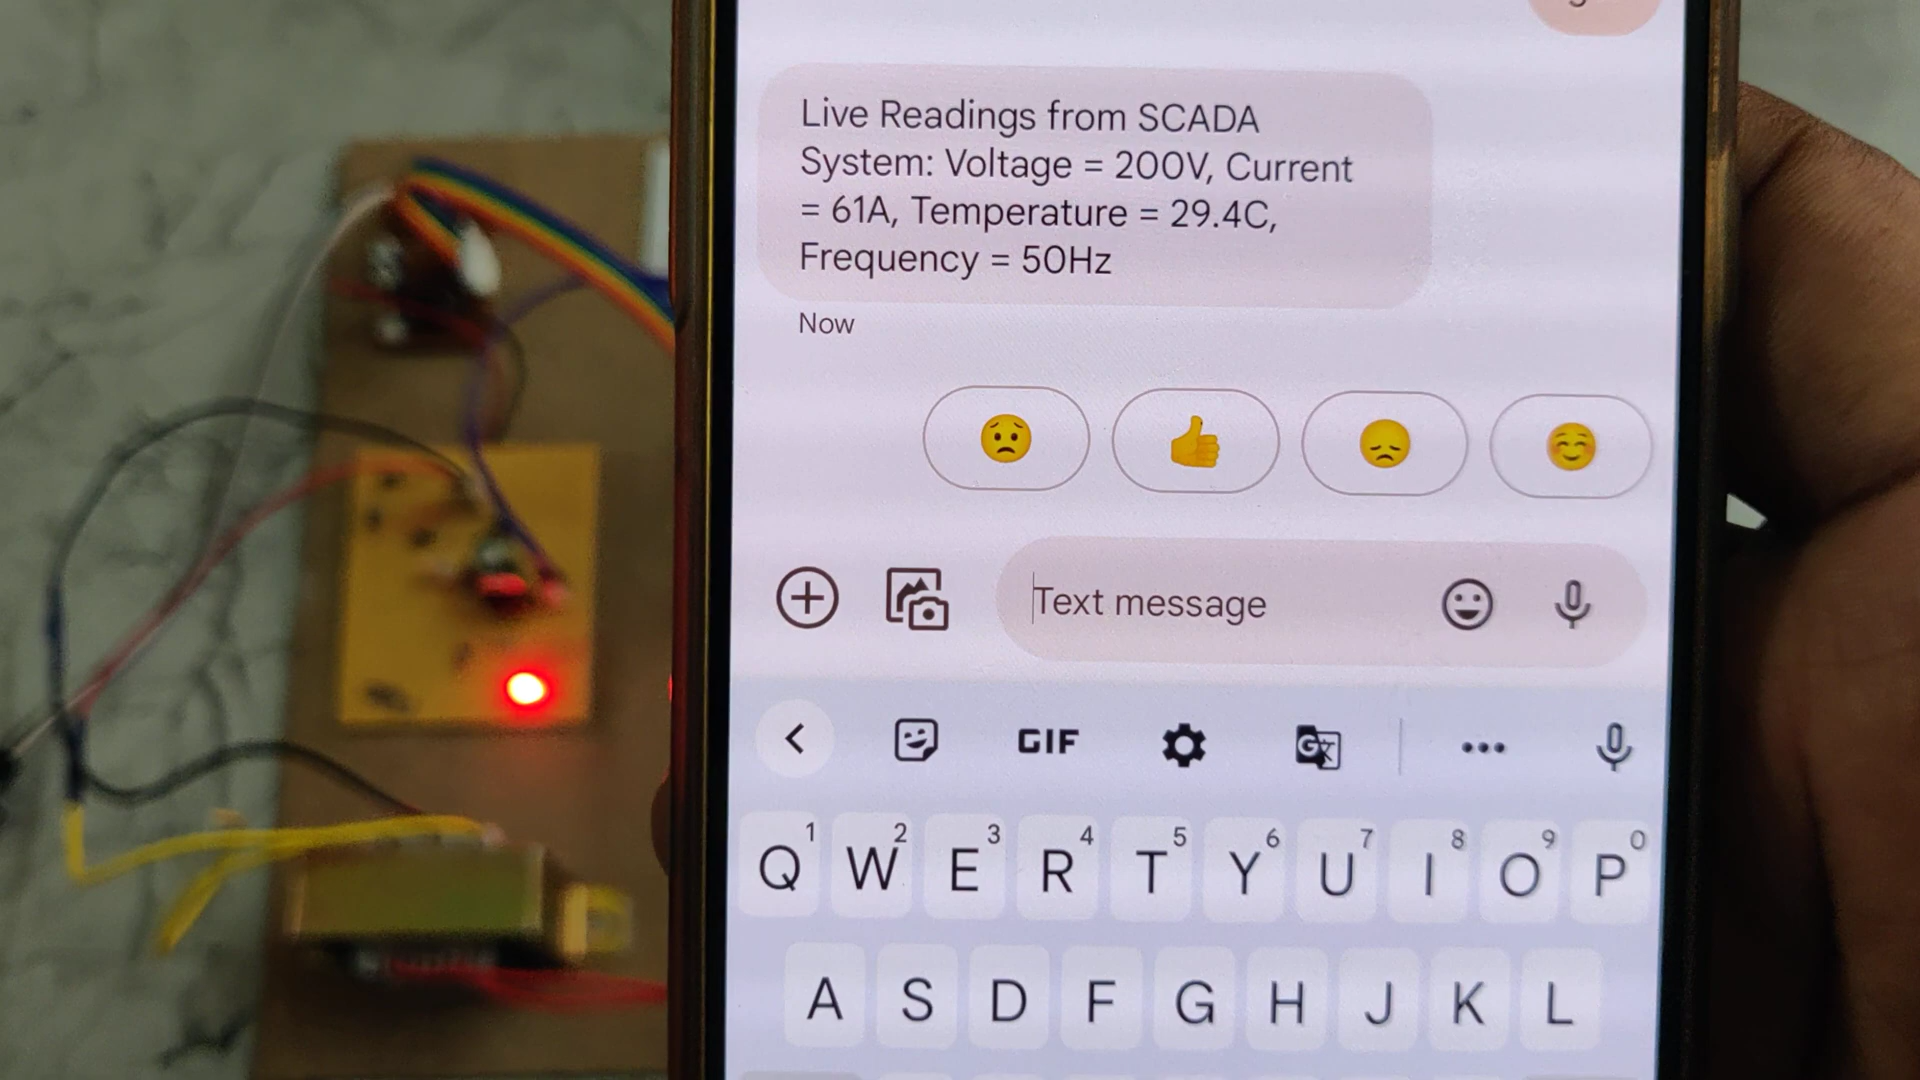 Live Readings from SCADA
System: Voltage = 200V, Current
= 61A, Temperature = 29.4C,
Frequency = 50Hz
Now
Text message
GIF
1 2 3 4 5 6 7 8 9 0
Q W E R T Y U I O P
A S D F G H J K L